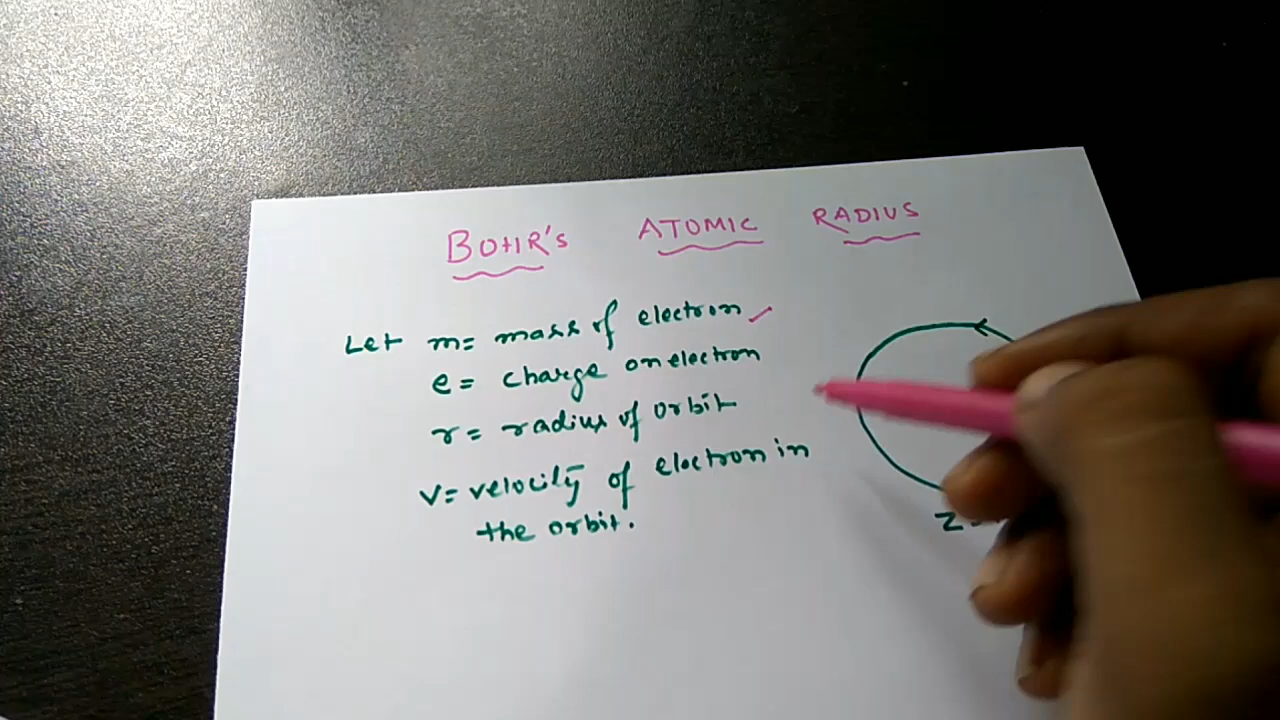 BOHR's ATOMIC RADIUS
Let m= mass of electron
e= charge on electron
r= radius of orbit
v= velocity of electron in
the orbit.
Z